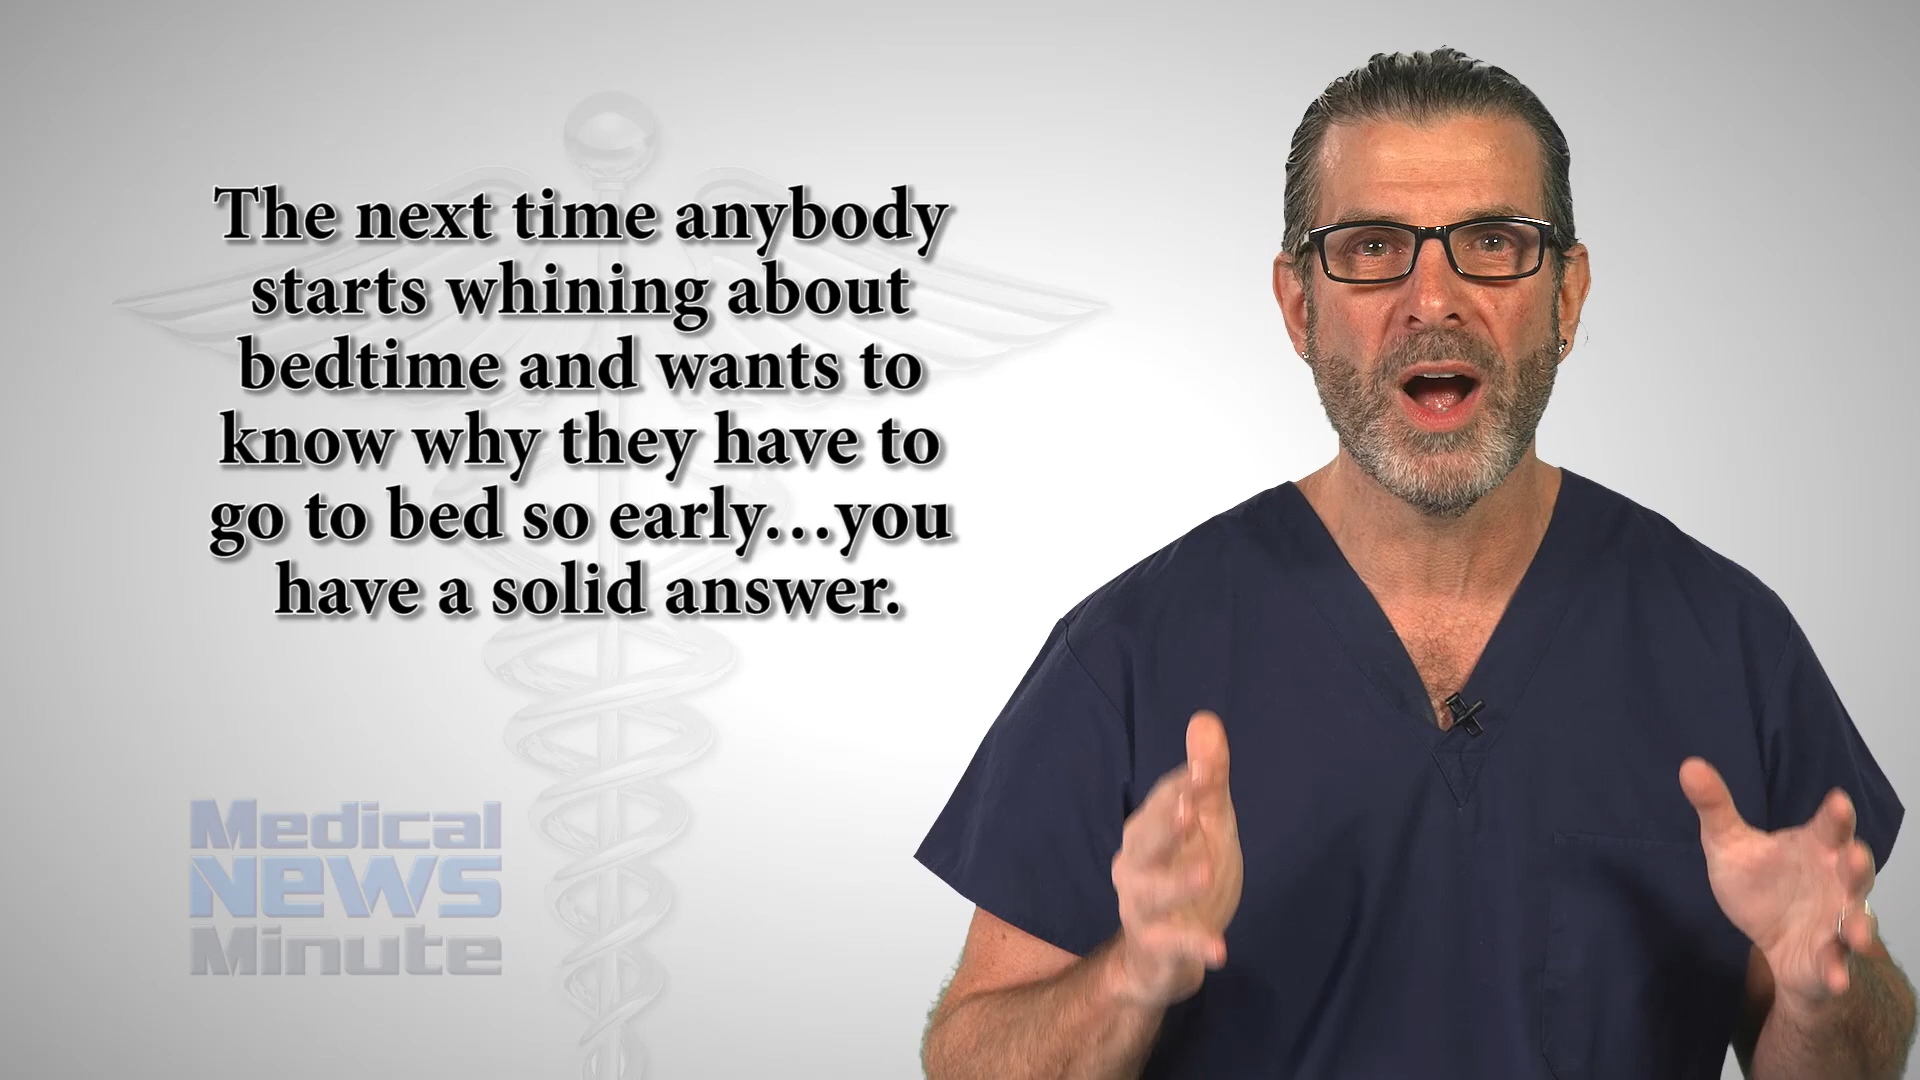 The next time anybody
starts whining about
bedtime and wants to
know why they have to
go to bed so early...you
have a solid answer.
Medical
News
Minute